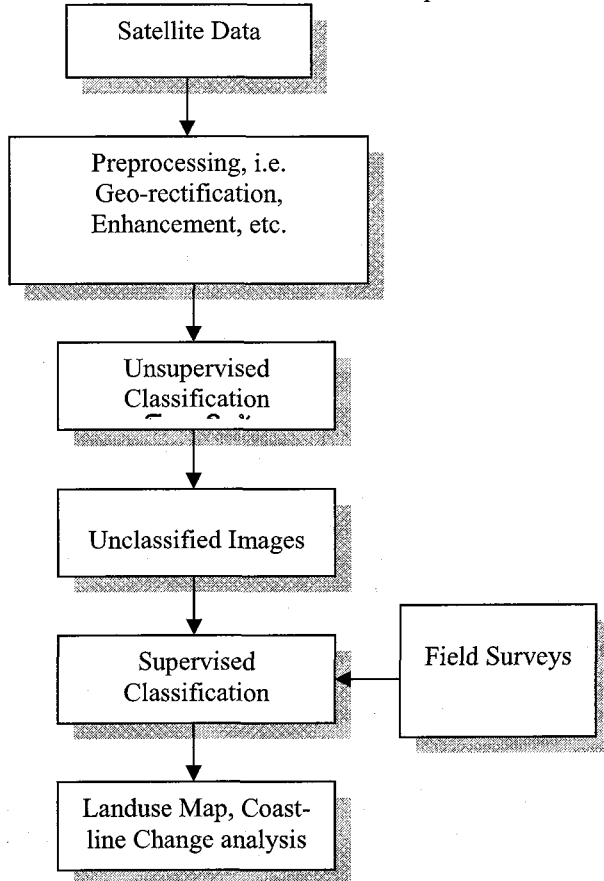 Satellite Data
Preprocessing, i.e.
Geo-rectification,
Enhancement, etc.
Unsupervised
Classification
Unclassified Images
Supervised
Classification
Field Surveys
Landuse Map, Coast-
line Change analysis